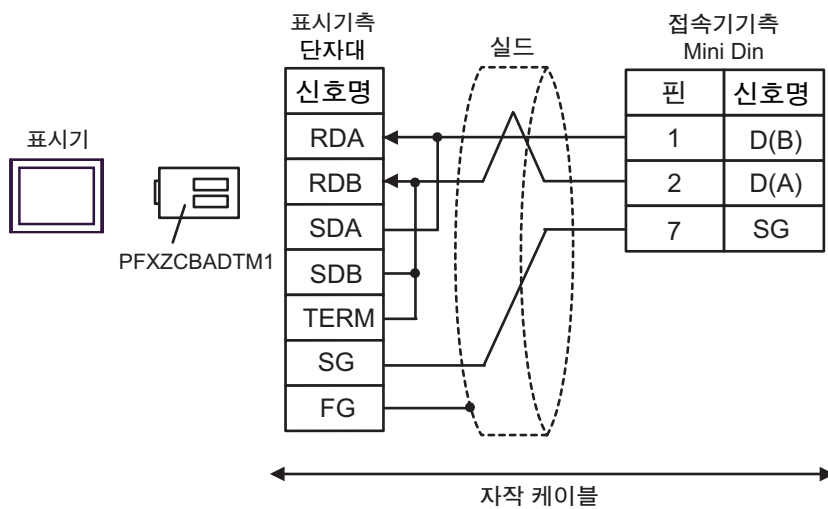 표시기측
단자대
실드
접속기기측
Mini Din
신호명
핀 신호명
RDA
1 D(B)
표시기
RDB
2 D(A)
SDA
7 SG
PFXZCBADTM1
SDB
TERM
SG
FG
자작 케이블